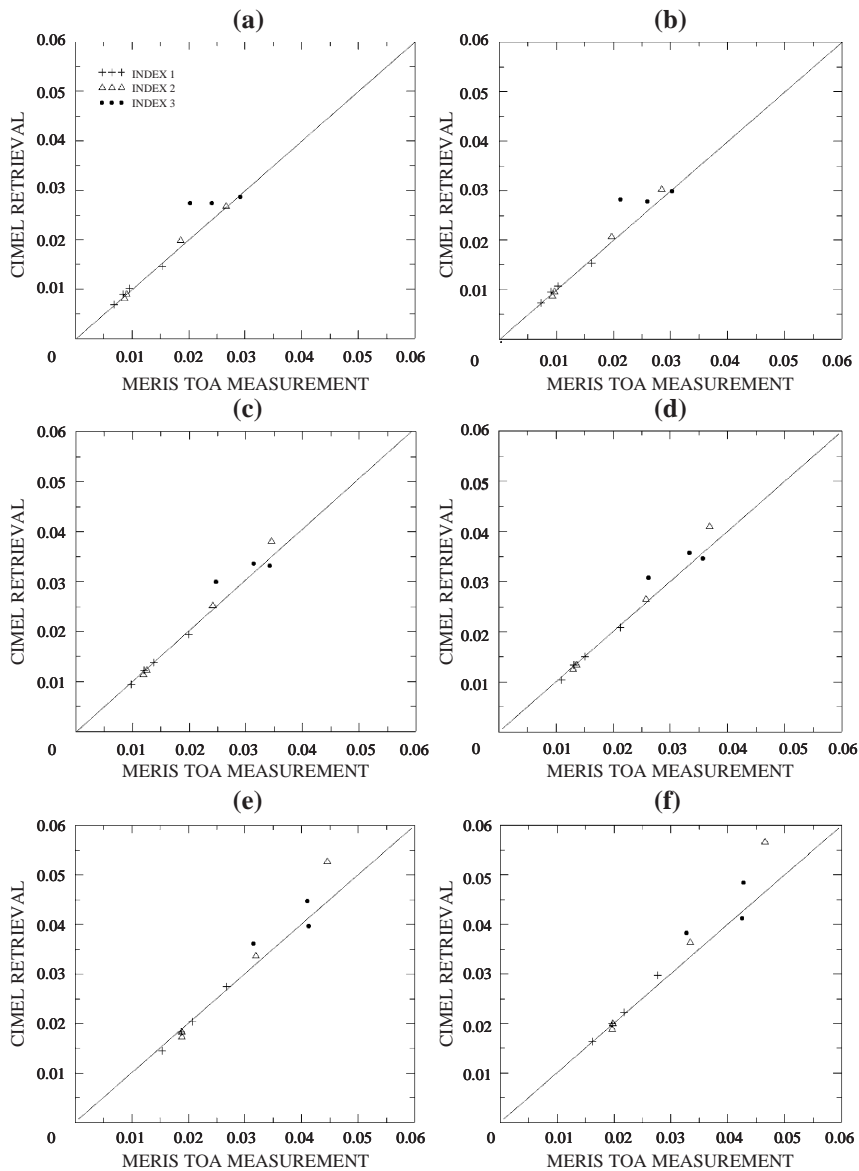 (a)
0.06
0.05
0.04
0.03
0.02
0.01
0
0.01 0.02 0.03 0.04 0.05 0.06
CIMEL RETRIEVAL
MERIS TOA MEASUREMENT
INDEX 1
INDEX 2
INDEX 3
(b)
0.06
0.05
0.04
0.03
0.02
0.01
0
0.01 0.02 0.03 0.04 0.05 0.06
CIMEL RETRIEVAL
MERIS TOA MEASUREMENT
(c)
0.06
0.05
0.04
0.03
0.02
0.01
0
0.01 0.02 0.03 0.04 0.05 0.06
CIMEL RETRIEVAL
MERIS TOA MEASUREMENT
(d)
0.06
0.05
0.04
0.03
0.02
0.01
0
0.01 0.02 0.03 0.04 0.05 0.06
CIMEL RETRIEVAL
MERIS TOA MEASUREMENT
(e)
0.06
0.05
0.04
0.03
0.02
0.01
0
0.01 0.02 0.03 0.04 0.05 0.06
CIMEL RETRIEVAL
MERIS TOA MEASUREMENT
(f)
0.06
0.05
0.04
0.03
0.02
0.01
0
0.01 0.02 0.03 0.04 0.05 0.06
CIMEL RETRIEVAL
MERIS TOA MEASUREMENT